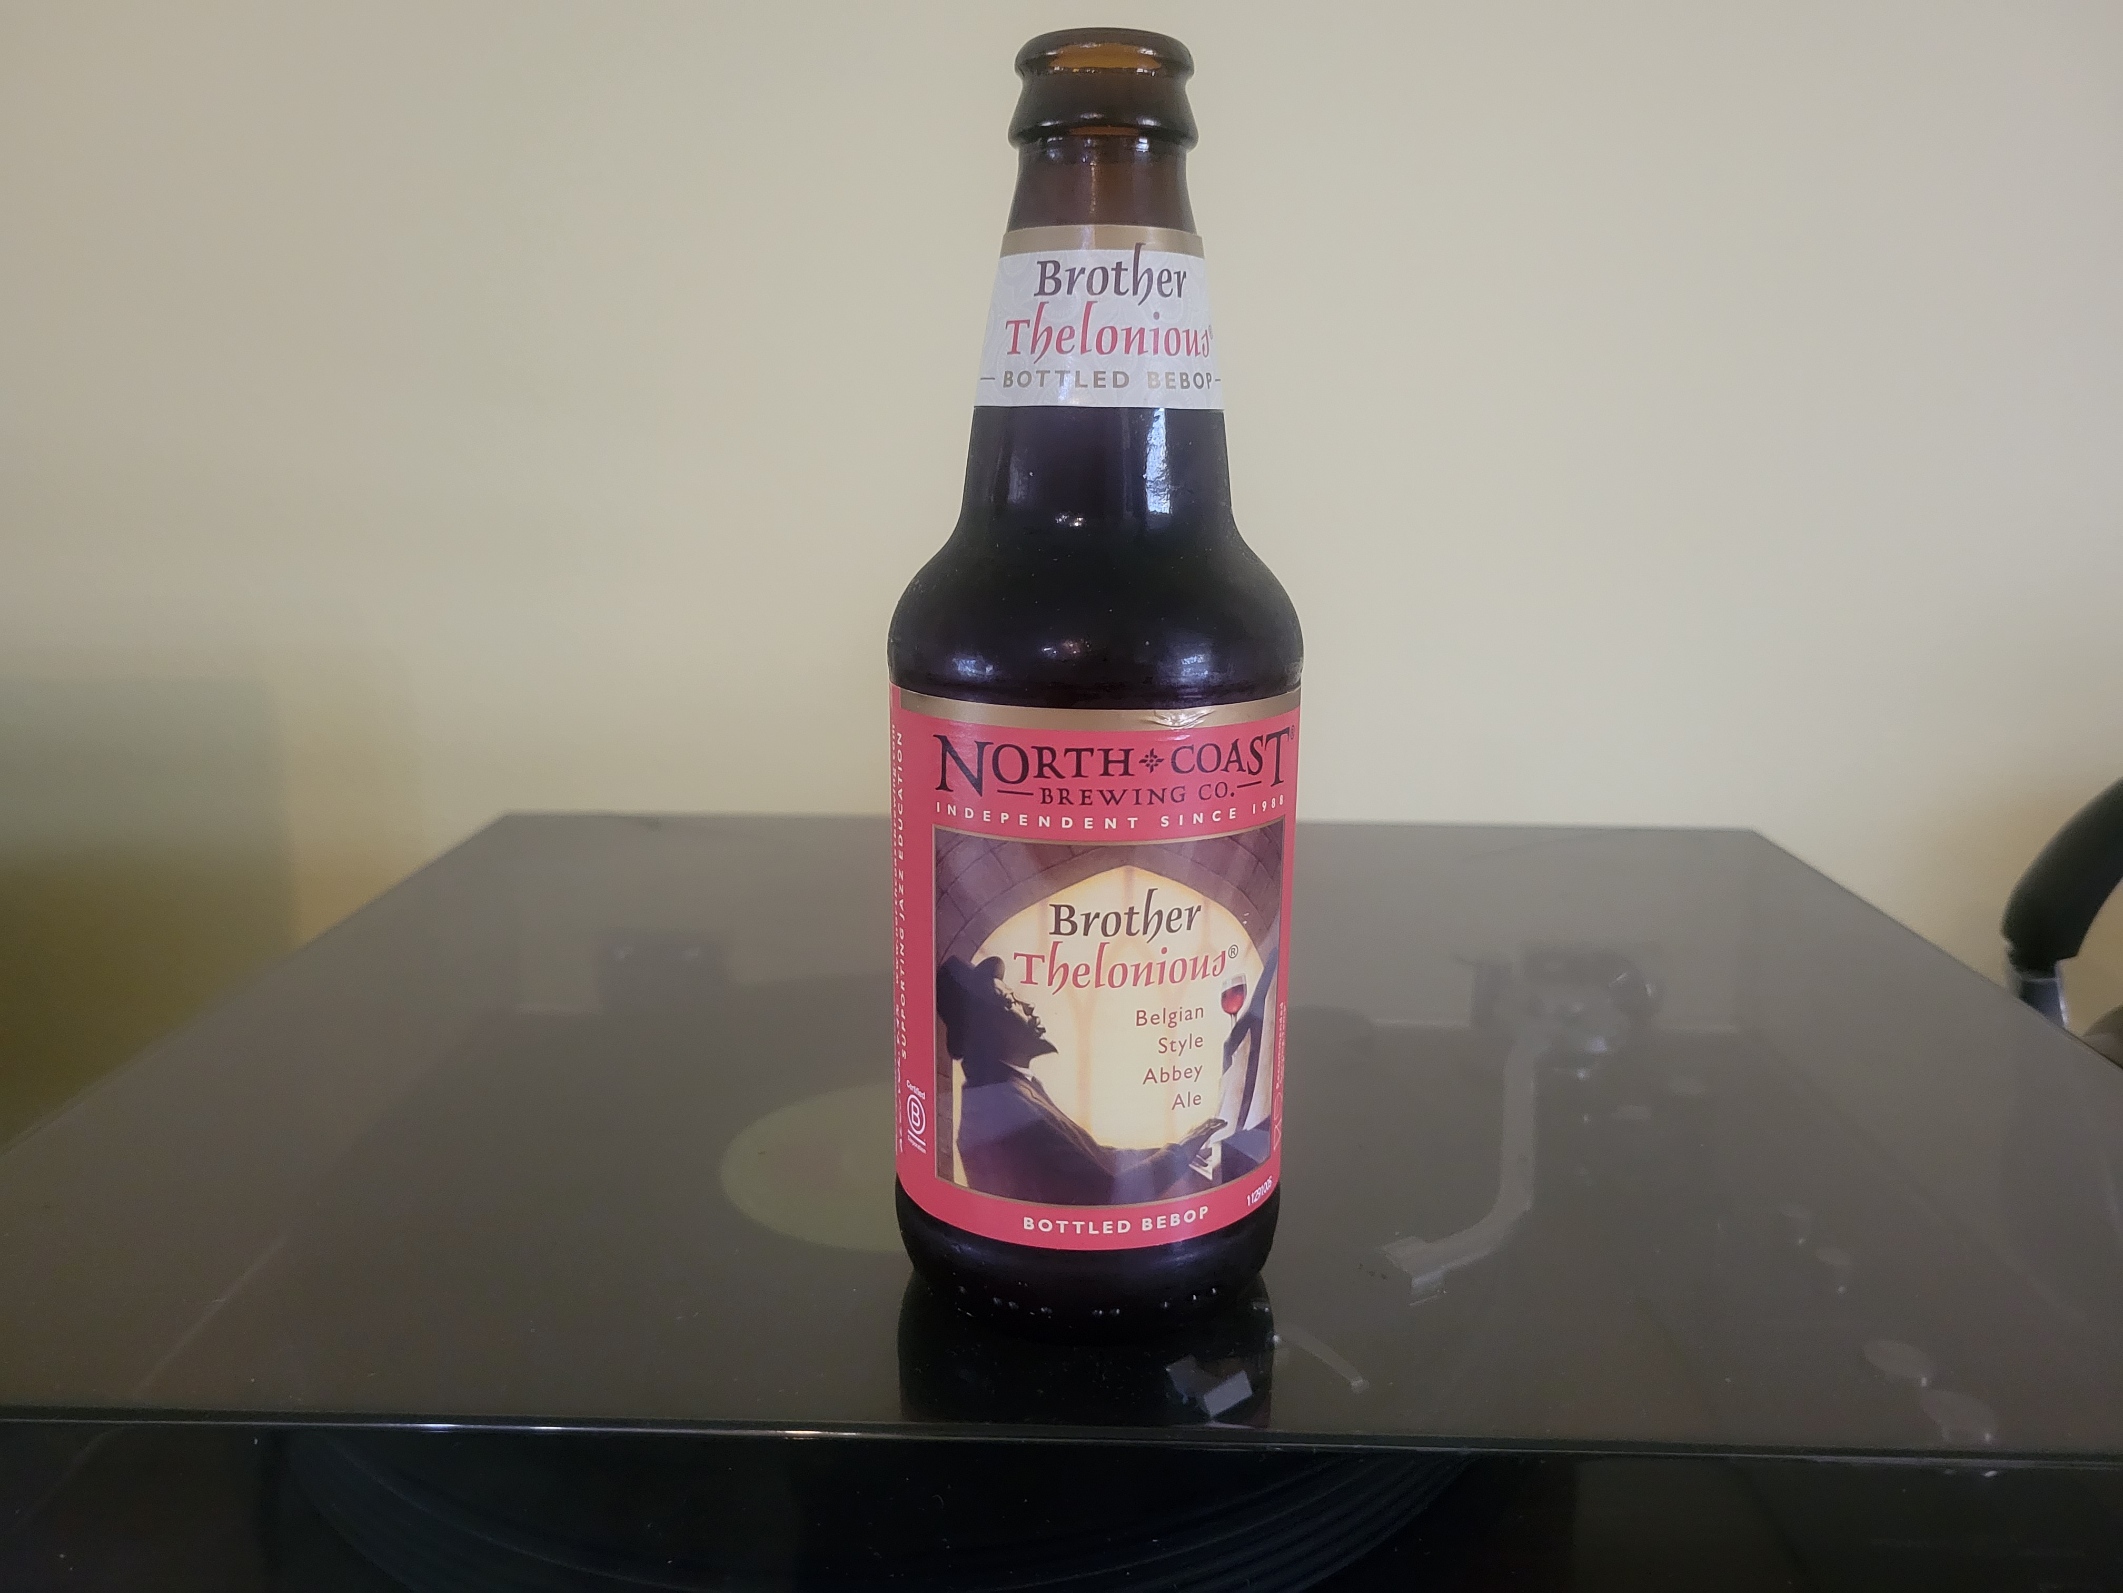 Brother
Thelonious
BOTTLED BEBOP
NORTH COAST®
BREWING CO.
INDEPENDENT SINCE 1988
Brother
Thelonious®
Belgian
Style
Abbey
Ale
BOTTLED BEBOP
SUPPORTING JAZZ EDUCATION
Certified
B